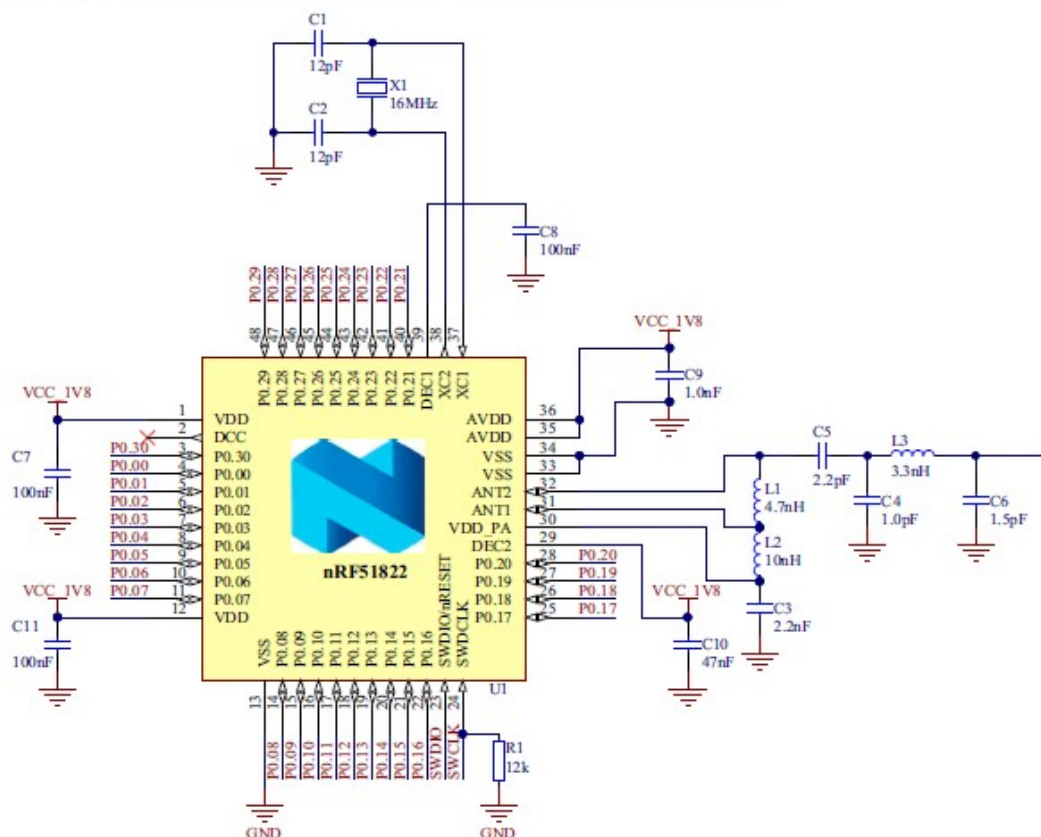 C1
12pF
X1
16MHz
C2
12pF
C8
100nF
P0.29
P0.28
P0.27
P0.26
P0.25
P0.24
P0.23
P0.22
P0.21
48
47
46
45
44
43
42
41
40
39
38
37
P0.29
P0.28
P0.27
P0.26
P0.25
P0.24
P0.23
P0.22
P0.21
DEC1
XC2
XC1
VCC_1V8
C9
1.0nF
VCC_1V8
C7
100nF
P0.30
P0.00
P0.01
P0.02
P0.03
P0.04
P0.05
P0.06
P0.07
VCC_1V8
C11
100nF
1
2
3
4
5
6
7
8
9
10
11
12
VDD
DCC
P0.30
P0.00
P0.01
P0.02
P0.03
P0.04
P0.05
P0.06
P0.07
VDD
nRF51822
AVDD
AVDD
VSS
VSS
ANT2
ANT1
VDD_PA
DEC2
P0.20
P0.19
P0.18
P0.17
36
35
34
33
32
31
30
29
28
27
26
25
P0.20
P0.19
P0.18
P0.17
C5
2.2pF
L3
3.3nH
L1
4.7nH
C4
1.0pF
C6
1.5pF
L2
10nH
C3
2.2nF
VCC_1V8
C10
47nF
VSS
P0.08
P0.09
P0.10
P0.11
P0.12
P0.13
P0.14
P0.15
P0.16
SWDIO/nRESET
SWDCLK
U1
13
14
15
16
17
18
19
20
21
22
23
24
P0.08
P0.09
P0.10
P0.11
P0.12
P0.13
P0.14
P0.15
P0.16
SWDIO
SWCLK
R1
12k
GND
GND